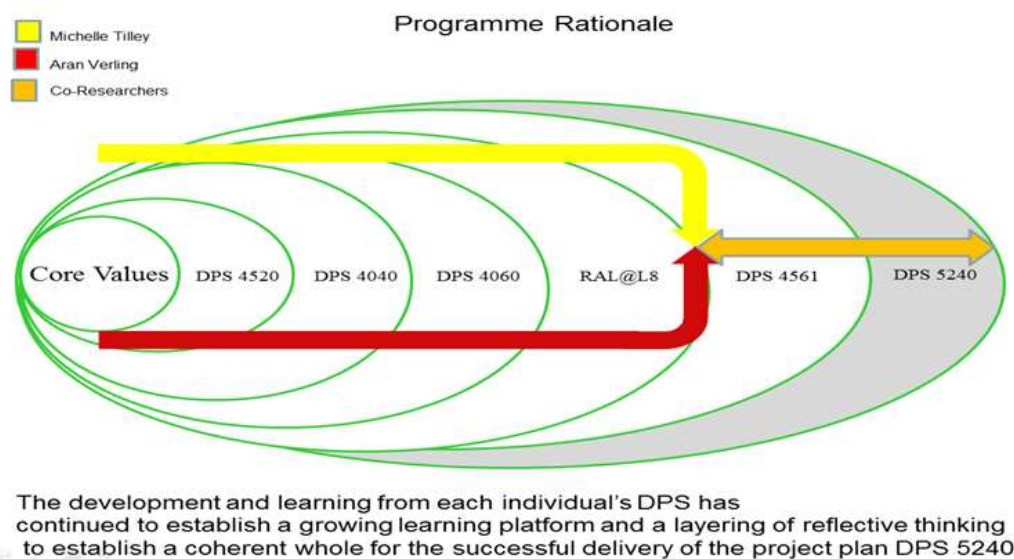 Programme Rationale
Michelle Tilley
Aran Verling
Co-Researchers
Core Values DPS 4520 DPS 4040 DPS 4060 RAL@L8 DPS 4561 DPS 5240
The development and learning from each individual's DPS has
continued to establish a growing learning platform and a layering of reflective thinking
to establish a coherent whole for the successful delivery of the project plan DPS 5240